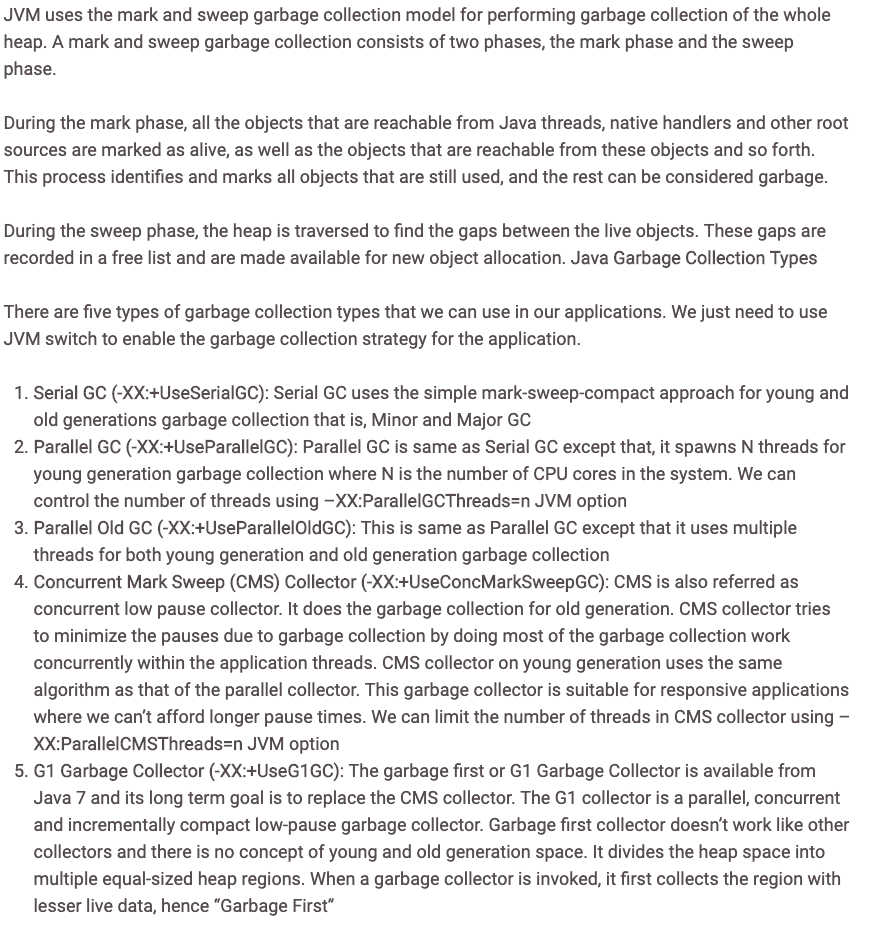 JVM uses the mark and sweep garbage collection model for performing garbage collection of the whole
heap. A mark and sweep garbage collection consists of two phases, the mark phase and the sweep
phase.
During the mark phase, all the objects that are reachable from Java threads, native handlers and other root
sources are marked as alive, as well as the objects that are reachable from these objects and so forth.
This process identifies and marks all objects that are still used, and the rest can be considered garbage.
During the sweep phase, the heap is traversed to find the gaps between the live objects. These gaps are
recorded in a free list and are made available for new object allocation. Java Garbage Collection Types
There are five types of garbage collection types that we can use in our applications. We just need to use
JVM switch to enable the garbage collection strategy for the application.
1. Serial GC (-XX:+UseSerialGC): Serial GC uses the simple mark-sweep-compact approach for young and
old generations garbage collection that is, Minor and Major GC
2. Parallel GC (-XX:+UseParallelGC): Parallel GC is same as Serial GC except that, it spawns N threads for
young generation garbage collection where N is the number of CPU cores in the system. We can
control the number of threads using –XX:ParallelGCThreads=n JVM option
3. Parallel Old GC (-XX:+UseParallelOldGC): This is same as Parallel GC except that it uses multiple
threads for both young generation and old generation garbage collection
4. Concurrent Mark Sweep (CMS) Collector (-XX:+UseConcMarkSweepGC): CMS is also referred as
concurrent low pause collector. It does the garbage collection for old generation. CMS collector tries
to minimize the pauses due to garbage collection by doing most of the garbage collection work
concurrently within the application threads. CMS collector on young generation uses the same
algorithm as that of the parallel collector. This garbage collector is suitable for responsive applications
where we can’t afford longer pause times. We can limit the number of threads in CMS collector using –
XX:ParallelCMSThreads=n JVM option
5. G1 Garbage Collector (-XX:+UseG1GC): The garbage first or G1 Garbage Collector is available from
Java 7 and its long term goal is to replace the CMS collector. The G1 collector is a parallel, concurrent
and incrementally compact low-pause garbage collector. Garbage first collector doesn’t work like other
collectors and there is no concept of young and old generation space. It divides the heap space into
multiple equal-sized heap regions. When a garbage collector is invoked, it first collects the region with
lesser live data, hence “Garbage First”